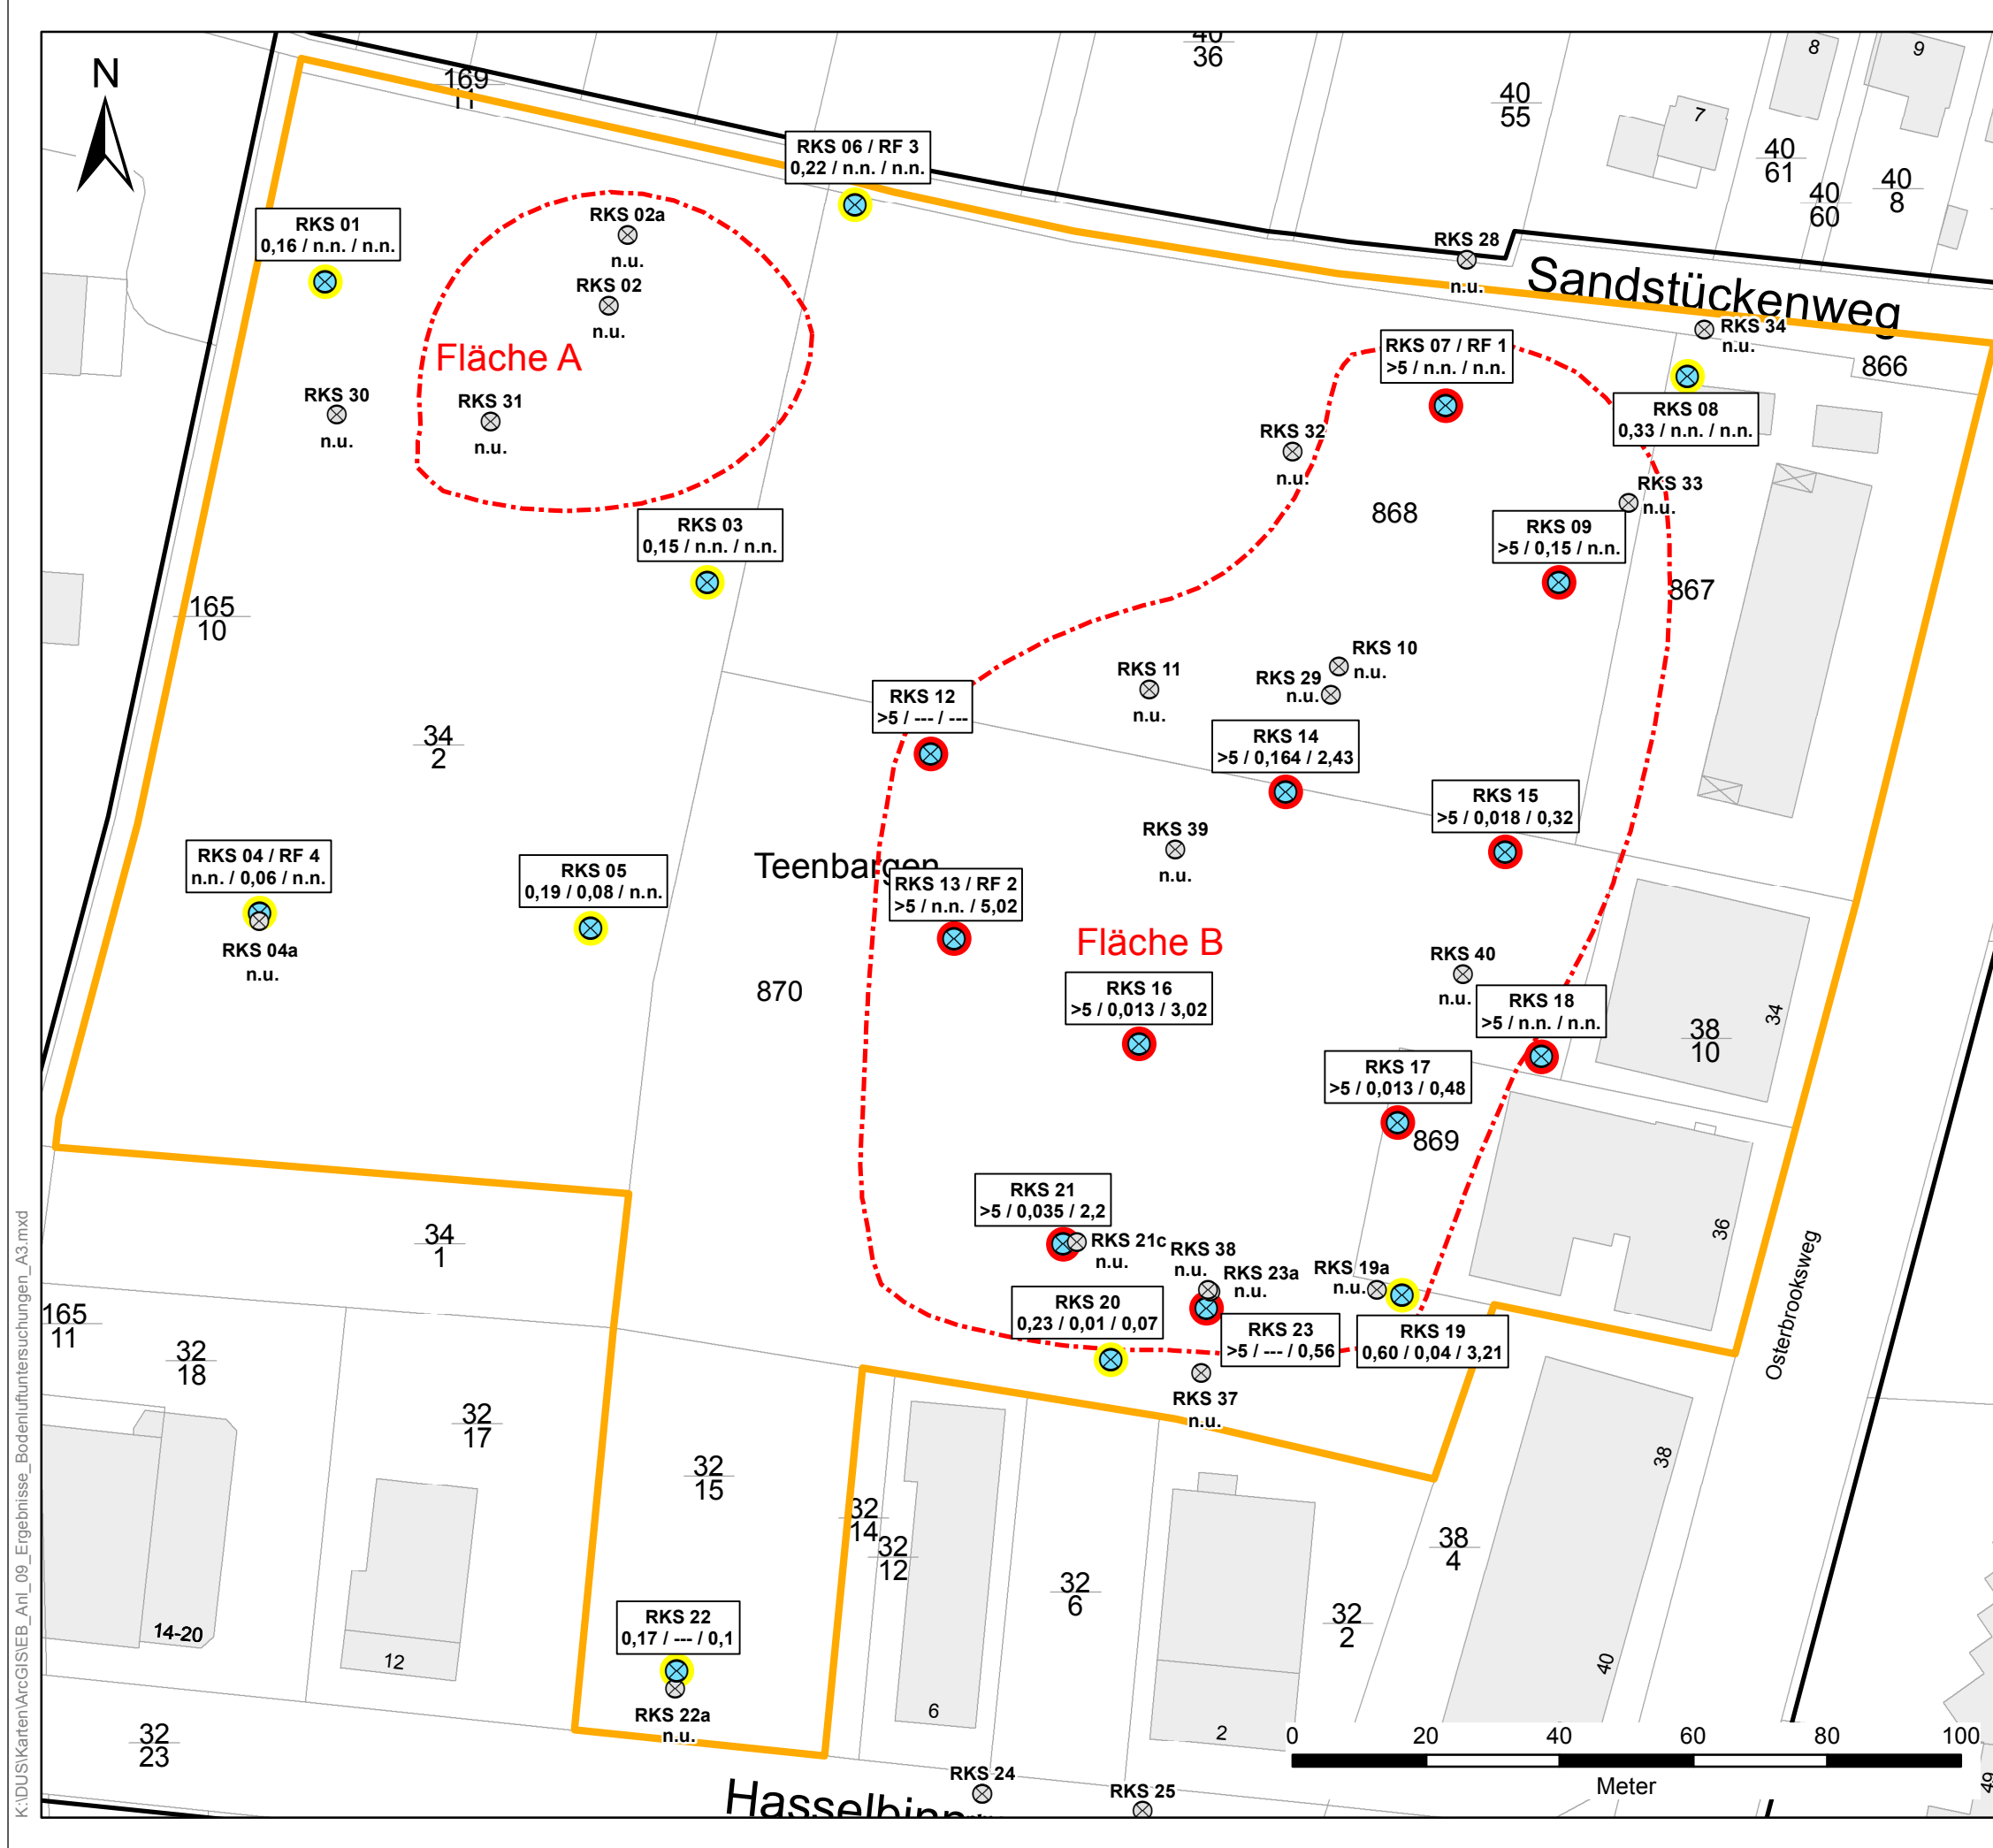 N
169
11
40
36
40
55
8
9
7
40
61
40
60
40
8
RKS 06 / RF 3
0,22 / n.n. / n.n.
RKS 01
0,16 / n.n. / n.n.
RKS 02a
n.u.
RKS 02
n.u.
Fläche A
RKS 30
n.u.
RKS 31
n.u.
RKS 28
n.u.
Sandstückenweg
RKS 34
n.u.
866
RKS 07 / RF 1
>5 / n.n. / n.n.
RKS 08
0,33 / n.n. / n.n.
RKS 32
n.u.
868
RKS 33
n.u.
RKS 03
0,15 / n.n. / n.n.
RKS 09
>5 / 0,15 / n.n.
867
165
10
RKS 10
n.u.
RKS 11
n.u.
RKS 29
n.u.
RKS 12
>5 / --- / ---
34
2
RKS 14
>5 / 0,164 / 2,43
RKS 15
>5 / 0,018 / 0,32
RKS 39
n.u.
Teenbargen
RKS 04 / RF 4
n.n. / 0,06 / n.n.
RKS 04a
n.u.
RKS 05
0,19 / 0,08 / n.n.
RKS 13 / RF 2
>5 / n.n. / 5,02
Fläche B
RKS 40
n.u.
870
RKS 16
>5 / 0,013 / 3,02
RKS 18
>5 / n.n. / n.n.
38
10
34
RKS 17
>5 / 0,013 / 0,48
869
RKS 21
>5 / 0,035 / 2,2
RKS 21c
n.u.
34
1
36
RKS 38
n.u.
RKS 23a
n.u.
RKS 19a
n.u.
RKS 20
0,23 / 0,01 / 0,07
RKS 23
>5 / --- / 0,56
RKS 19
0,60 / 0,04 / 3,21
Osterbrooksweg
165
11
32
18
RKS 37
n.u.
32
17
32
15
38
32
14
32
12
38
4
32
6
32
2
14-20
12
RKS 22
0,17 / --- / 0,1
RKS 22a
n.u.
40
6
2
32
23
0 20 40 60 80 100
Meter
RKS 24
RKS 25
49
K:\DUS\Karten\ArcGIS\EB_Anl_09_Ergebnisse_Bodenluftuntersuchungen_A3.mxd